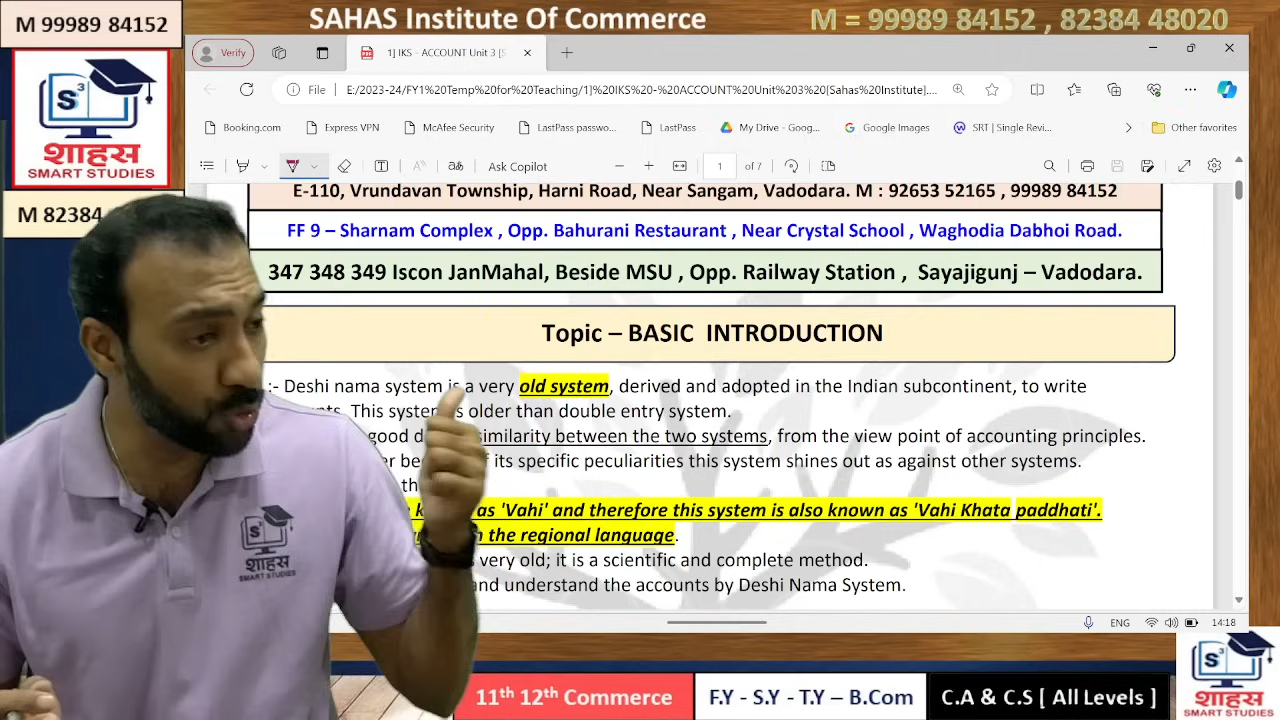 M 99989 84152
SAHAS Institute Of Commerce
M = 99989 84152 , 82384 48020
S³
शाहस
SMART STUDIES
M 82384
Verify
1] IKS - ACCOUNT Unit 3 [S
File
E:/2023-24/FY1%20Temp%20for%20Teaching/1]%20IKS%20-%20ACCOUNT%20Unit%203%20[Sahas%20Institute]....
Booking.com
Express VPN
McAfee Security
LastPass passwo...
LastPass
My Drive - Goog...
Google Images
SRT | Single Revi...
Other favorites
Ask Copilot
1 of 7
E-110, Vrundavan Township, Harni Road, Near Sangam, Vadodara. M : 92653 52165 , 99989 84152
FF 9 – Sharnam Complex , Opp. Bahurani Restaurant , Near Crystal School , Waghodia Dabhoi Road.
347 348 349 Iscon JanMahal, Beside MSU , Opp. Railway Station , Sayajigunj – Vadodara.
Topic – BASIC INTRODUCTION
:- Deshi nama system is a very old system, derived and adopted in the Indian subcontinent, to write
This system is older than double entry system.
good similarity between the two systems, from the view point of accounting principles.
of its specific peculiarities this system shines out as against other systems.
as 'Vahi' and therefore this system is also known as 'Vahi Khata paddhati'.
the regional language.
very old; it is a scientific and complete method.
and understand the accounts by Deshi Nama System.
शाहस
SMART STUDIES
ENG
14:18
11th 12th Commerce
F.Y - S.Y - T.Y – B.Com
C.A & C.S [ All Levels ]
S³
शाहस
SMART STUDIES